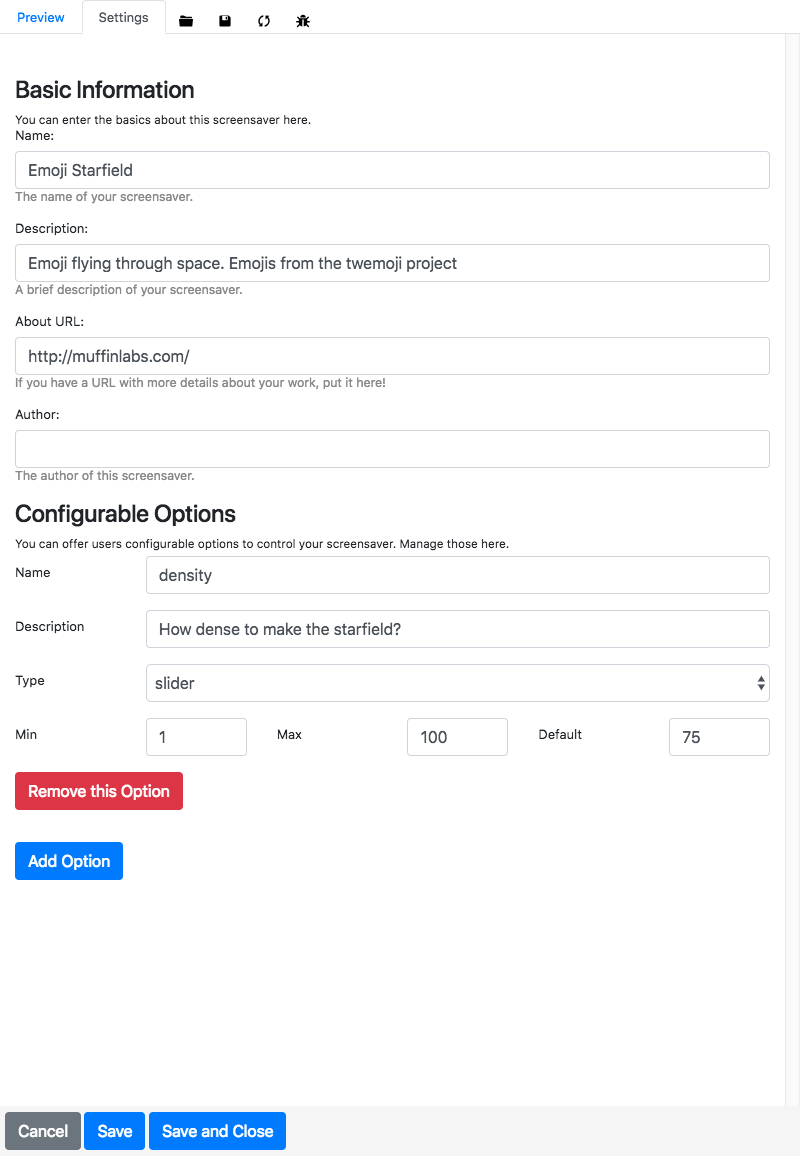 Preview Settings
Basic Information
You can enter the basics about this screensaver here.
Name:
Emoji Starfield
The name of your screensaver.
Description:
Emoji flying through space. Emojis from the twemoji project
A brief description of your screensaver.
About URL:
http://muffinlabs.com/
If you have a URL with more details about your work, put it here!
Author:
The author of this screensaver.
Configurable Options
You can offer users configurable options to control your screensaver. Manage those here.
Name density
Description How dense to make the starfield?
Type slider
Min 1 Max 100 Default 75
Remove this Option
Add Option
Cancel Save Save and Close